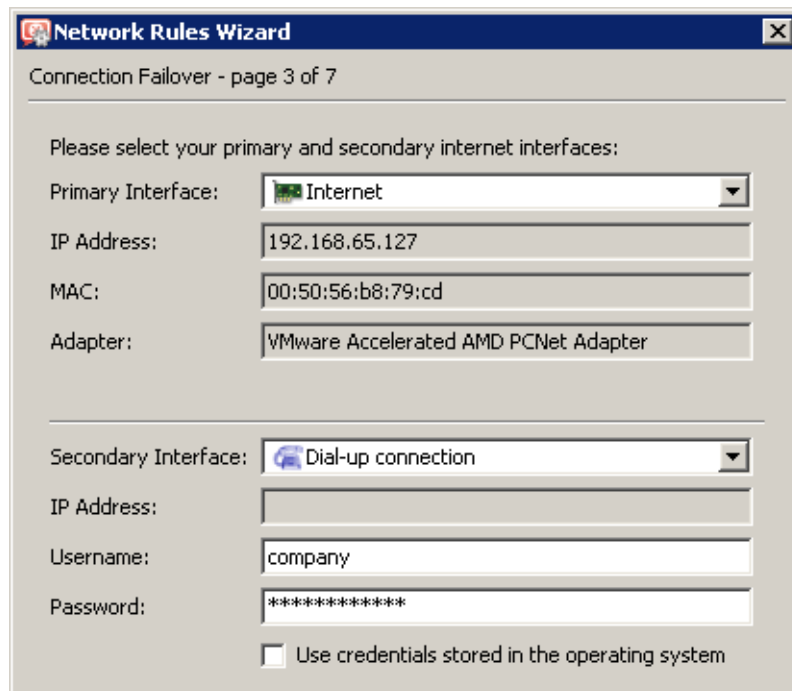 Network Rules Wizard
Connection Failover - page 3 of 7
Please select your primary and secondary internet interfaces:
Primary Interface: Internet
IP Address: 192.168.65.127
MAC: 00:50:56:b8:79:cd
Adapter: VMware Accelerated AMD PCNet Adapter
Secondary Interface: Dial-up connection
IP Address:
Username: company
Password: ************
Use credentials stored in the operating system